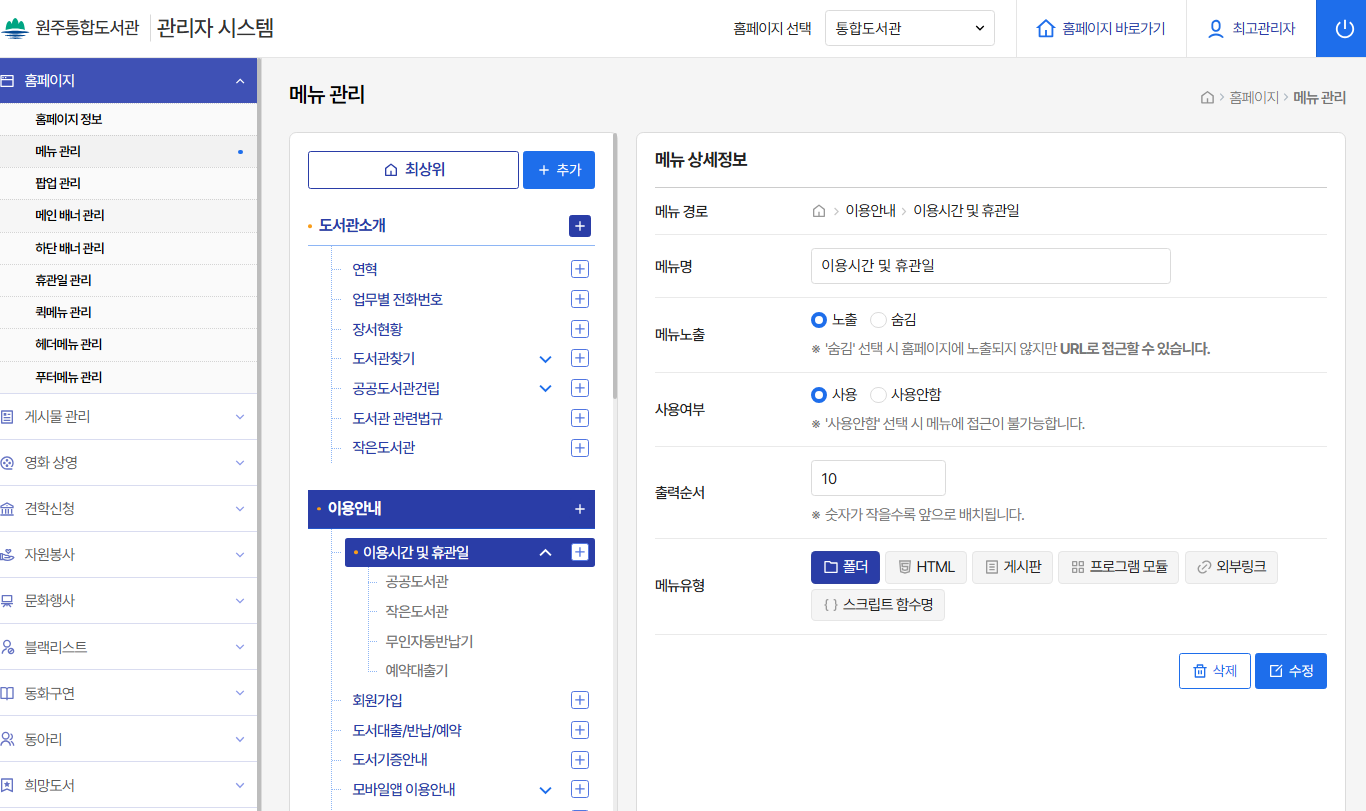 원주통합도서관 관리자 시스템
홈페이지 선택 통합도서관 홈페이지 바로가기 최고관리자
홈페이지
홈페이지 정보
메뉴 관리
팝업 관리
메인 배너 관리
하단 배너 관리
휴관일 관리
퀵메뉴 관리
헤더메뉴 관리
푸터메뉴 관리
게시물 관리
영화 상영
견학신청
자원봉사
문화행사
블랙리스트
동화구연
동아리
희망도서
메뉴 관리
홈페이지 > 메뉴 관리
최상위 + 추가
도서관소개
연혁
업무별 전화번호
장서현황
도서관찾기
공공도서관건립
도서관 관련법규
작은도서관
이용안내
이용시간 및 휴관일
공공도서관
작은도서관
무인자동반납기
예약대출기
회원가입
도서대출/반납/예약
도서기증안내
모바일앱 이용안내
메뉴 상세정보
메뉴 경로 > 이용안내 > 이용시간 및 휴관일
메뉴명 이용시간 및 휴관일
메뉴노출 노출 숨김
※ '숨김' 선택 시 홈페이지에 노출되지 않지만 URL로 접근할 수 있습니다.
사용여부 사용 사용안함
※ '사용안함' 선택 시 메뉴에 접근이 불가능합니다.
출력순서 10
※ 숫자가 작을수록 앞으로 배치됩니다.
메뉴유형 폴더 HTML 게시판 프로그램 모듈 외부링크
{ } 스크립트 함수명
삭제 수정